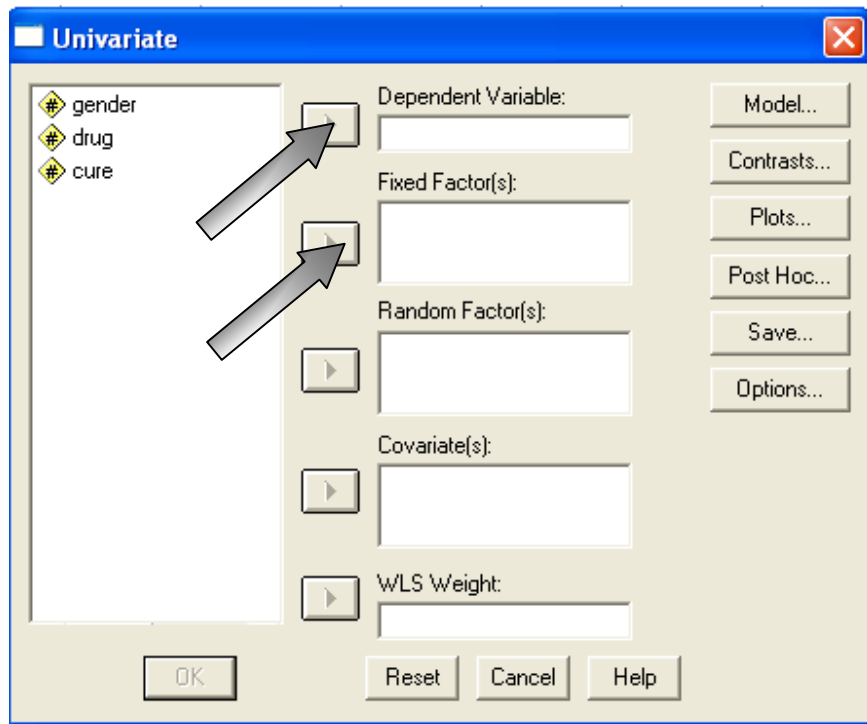 Univariate
gender
drug
cure
Dependent Variable:
Fixed Factor(s):
Random Factor(s):
Covariate(s):
WLS Weight:
Model...
Contrasts...
Plots...
Post Hoc...
Save...
Options...
OK
Reset
Cancel
Help